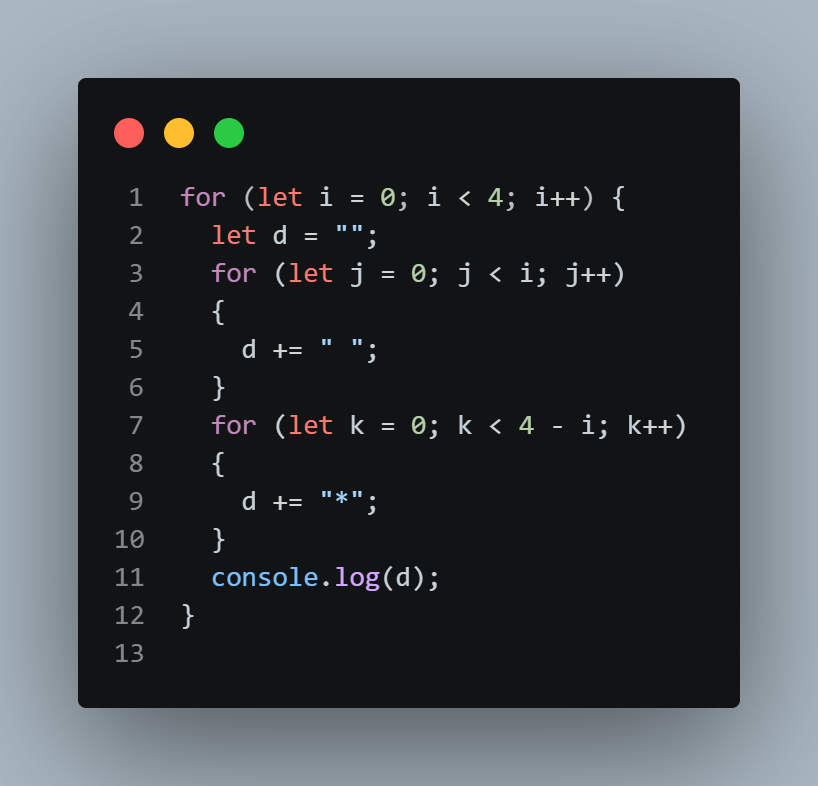 1 for (let i = 0; i < 4; i++) {
2   let d = "";
3   for (let j = 0; j < i; j++)
4   {
5     d += " ";
6   }
7   for (let k = 0; k < 4 - i; k++)
8   {
9     d += "*";
10   }
11   console.log(d);
12 }
13